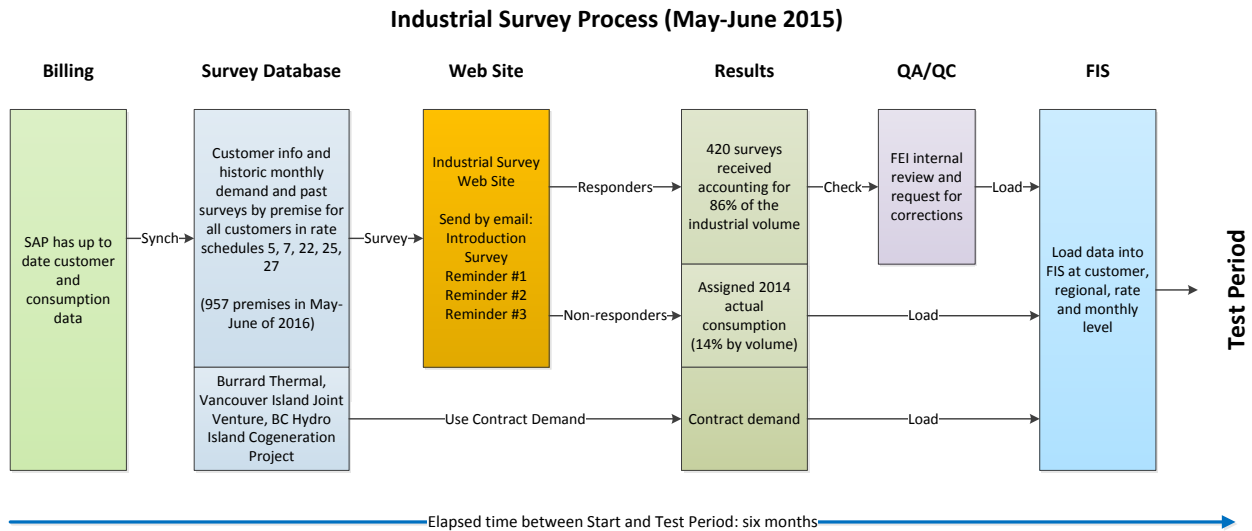 Industrial Survey Process (May-June 2015)
Billing
Survey Database
Web Site
Results
QA/QC
FIS
SAP has up to
date customer
and
consumption
data
Synch
Customer info and
historic monthly
demand and past
surveys by premise for
all customers in rate
schedules 5, 7, 22, 25,
27
(957 premises in May-
June of 2016)
Burrard Thermal,
Vancouver Island Joint
Venture, BC Hydro
Island Cogeneration
Project
Survey
Industrial Survey
Web Site
Send by email:
Introduction
Survey
Reminder #1
Reminder #2
Reminder #3
Responders
Non-responders
Use Contract Demand
420 surveys
received
accounting for
86% of the
industrial volume
Assigned 2014
actual
consumption
(14% by volume)
Contract demand
Check
FEI internal
review and
request for
corrections
Load
Load
Load
Load data into
FIS at customer,
regional, rate
and monthly
level
Test Period
Elapsed time between Start and Test Period: six months